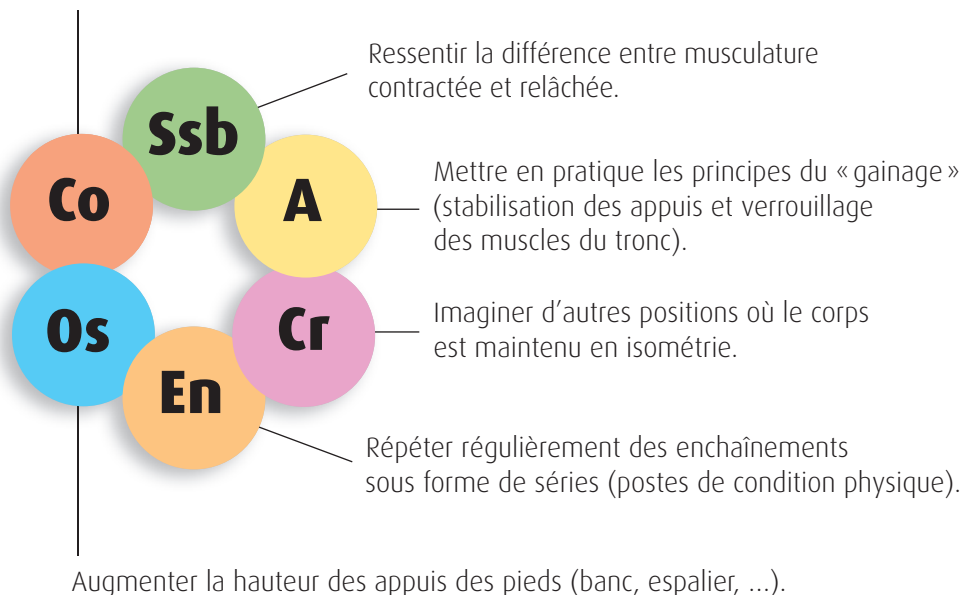 Ressentir la différence entre musculature
contractée et relâchée.
Ssb
Co
A
Mettre en pratique les principes du « gainage »
(stabilisation des appuis et verrouillage
des muscles du tronc).
Os
Cr
Imaginer d’autres positions où le corps
est maintenu en isométrie.
En
Répéter régulièrement des enchaînements
sous forme de séries (postes de condition physique).
Augmenter la hauteur des appuis des pieds (banc, espalier, ...).